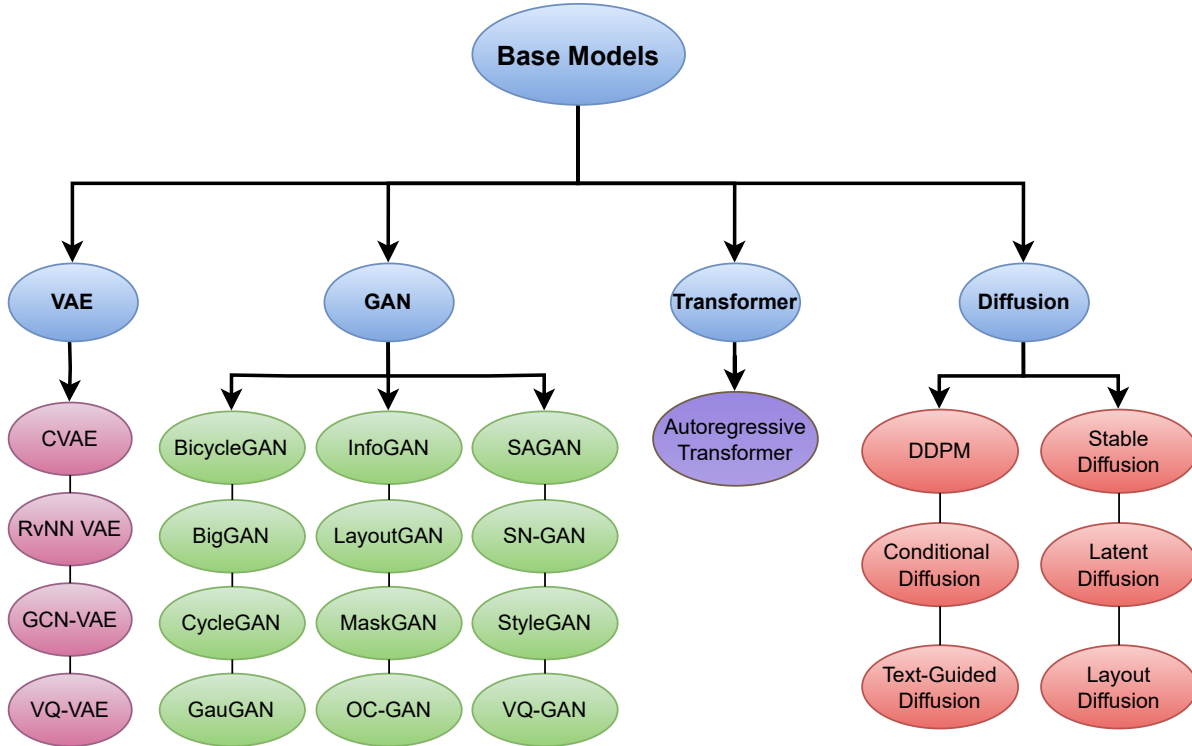 Base Models
VAE
GAN
Transformer
Diffusion
CVAE
RvNN VAE
GCN-VAE
VQ-VAE
BicycleGAN
BigGAN
CycleGAN
GauGAN
InfoGAN
LayoutGAN
MaskGAN
OC-GAN
SAGAN
SN-GAN
StyleGAN
VQ-GAN
Autoregressive
Transformer
DDPM
Conditional
Diffusion
Text-Guided
Diffusion
Stable
Diffusion
Latent
Diffusion
Layout
Diffusion